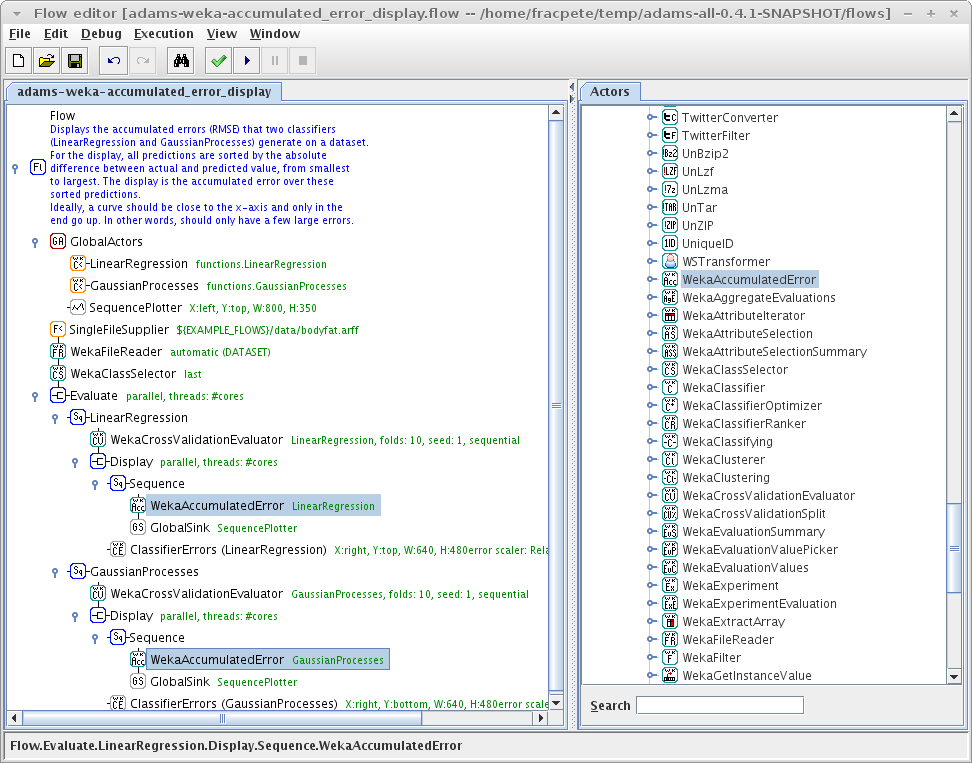 Flow editor [adams-weka-accumulated_error_display.flow -- /home/fracpete/temp/adams-all-0.4.1-SNAPSHOT/flows]
File Edit Debug Execution View Window
adams-weka-accumulated_error_display
Flow
Displays the accumulated errors (RMSE) that two classifiers
(LinearRegression and GaussianProcesses) generate on a dataset.
For the display, all predictions are sorted by the absolute
difference between actual and predicted value, from smallest
to largest. The display is the accumulated error over these
sorted predictions.
Ideally, a curve should be close to the x-axis and only in the
end go up. In other words, should only have a few large errors.
GlobalActors
LinearRegression functions.LinearRegression
GaussianProcesses functions.GaussianProcesses
SequencePlotter X:left, Y:top, W:800, H:350
SingleFileSupplier ${EXAMPLE_FLOWS}/data/bodyfat.arff
WekaFileReader automatic (DATASET)
WekaClassSelector last
Evaluate parallel, threads: #cores
LinearRegression
WekaCrossValidationEvaluator LinearRegression, folds: 10, seed: 1, sequential
Display parallel, threads: #cores
Sequence
WekaAccumulatedError LinearRegression
GlobalSink SequencePlotter
ClassifierErrors (LinearRegression) X:right, Y:top, W:640, H:480error scaler: Rela
GaussianProcesses
WekaCrossValidationEvaluator GaussianProcesses, folds: 10, seed: 1, sequential
Display parallel, threads: #cores
Sequence
WekaAccumulatedError GaussianProcesses
GlobalSink SequencePlotter
ClassifierErrors (GaussianProcesses) X:right, Y:bottom, W:640, H:480error scale
Actors
TwitterConverter
TwitterFilter
UnBzip2
UnLzf
UnLzma
UnTar
UnZIP
UniqueID
WSTransformer
WekaAccumulatedError
WekaAggregateEvaluations
WekaAttributeIterator
WekaAttributeSelection
WekaAttributeSelectionSummary
WekaClassSelector
WekaClassifier
WekaClassifierOptimizer
WekaClassifierRanker
WekaClassifying
WekaClusterer
WekaClustering
WekaCrossValidationEvaluator
WekaCrossValidationSplit
WekaEvaluationSummary
WekaEvaluationValuePicker
WekaEvaluationValues
WekaExperiment
WekaExperimentEvaluation
WekaExtractArray
WekaFileReader
WekaFilter
WekaGetInstanceValue
Search
Flow.Evaluate.LinearRegression.Display.Sequence.WekaAccumulatedError